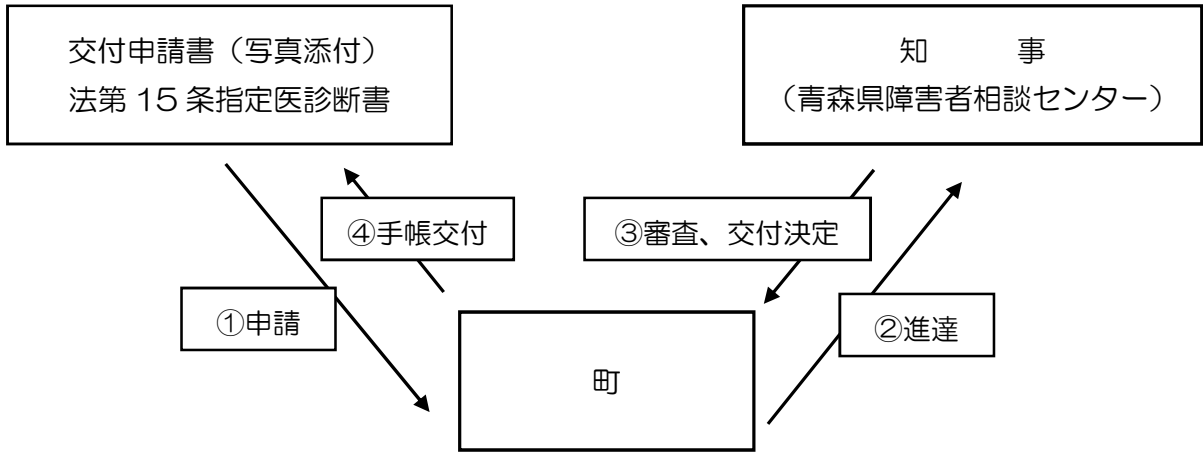 交付申請書（写真添付）
法第 15 条指定医診断書
知　　事
（青森県障害者相談センター）
④手帳交付
③審査、交付決定
①申請
②進達
町